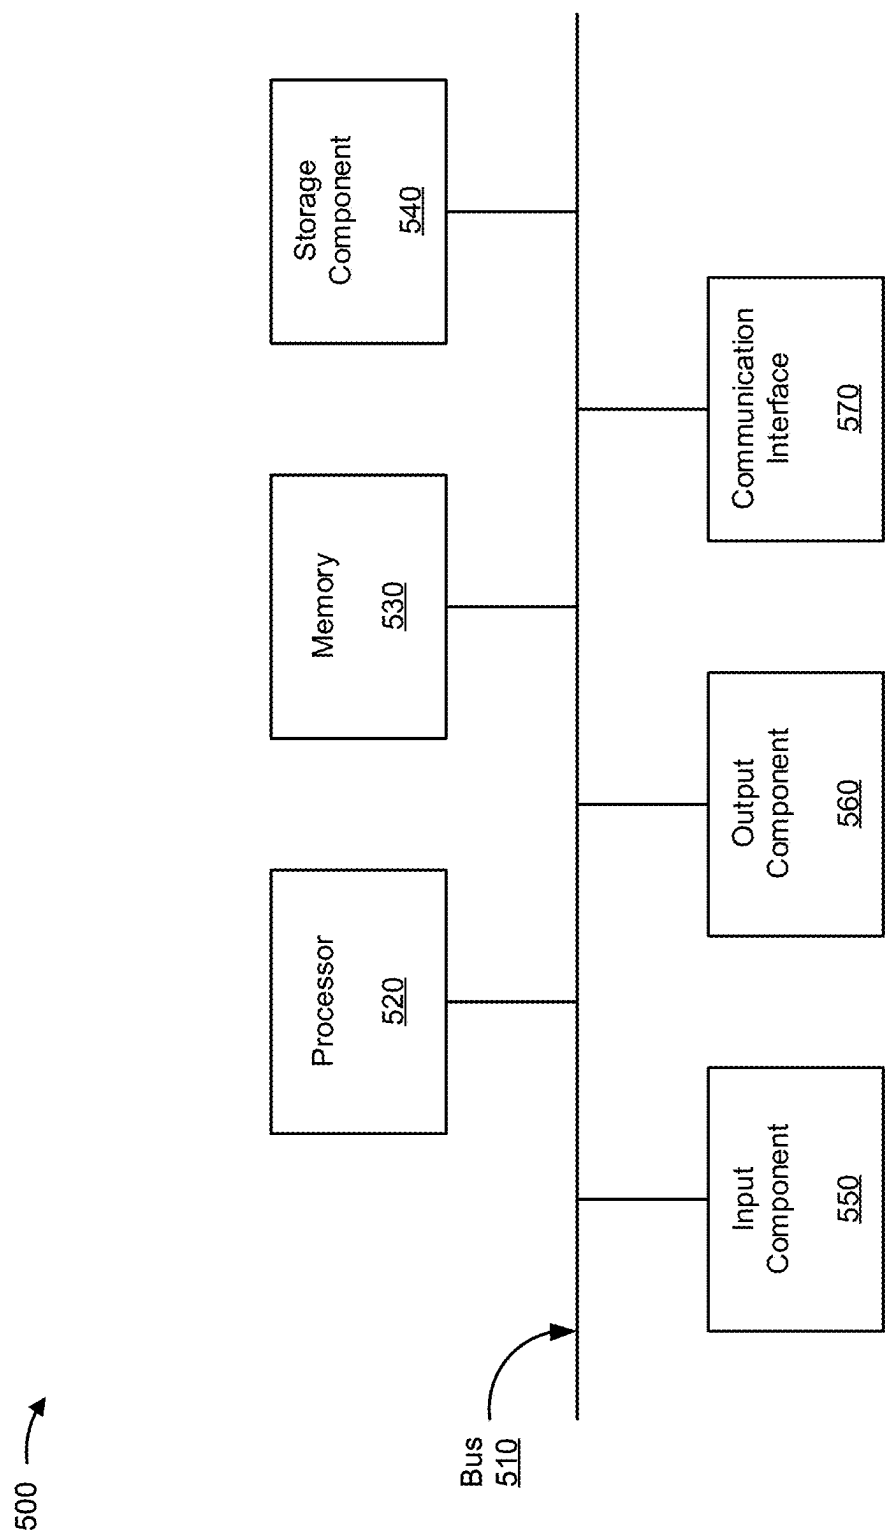 500
Bus
510
Processor
520
Memory
530
Storage
Component
540
Input
Component
550
Output
Component
560
Communication
Interface
570